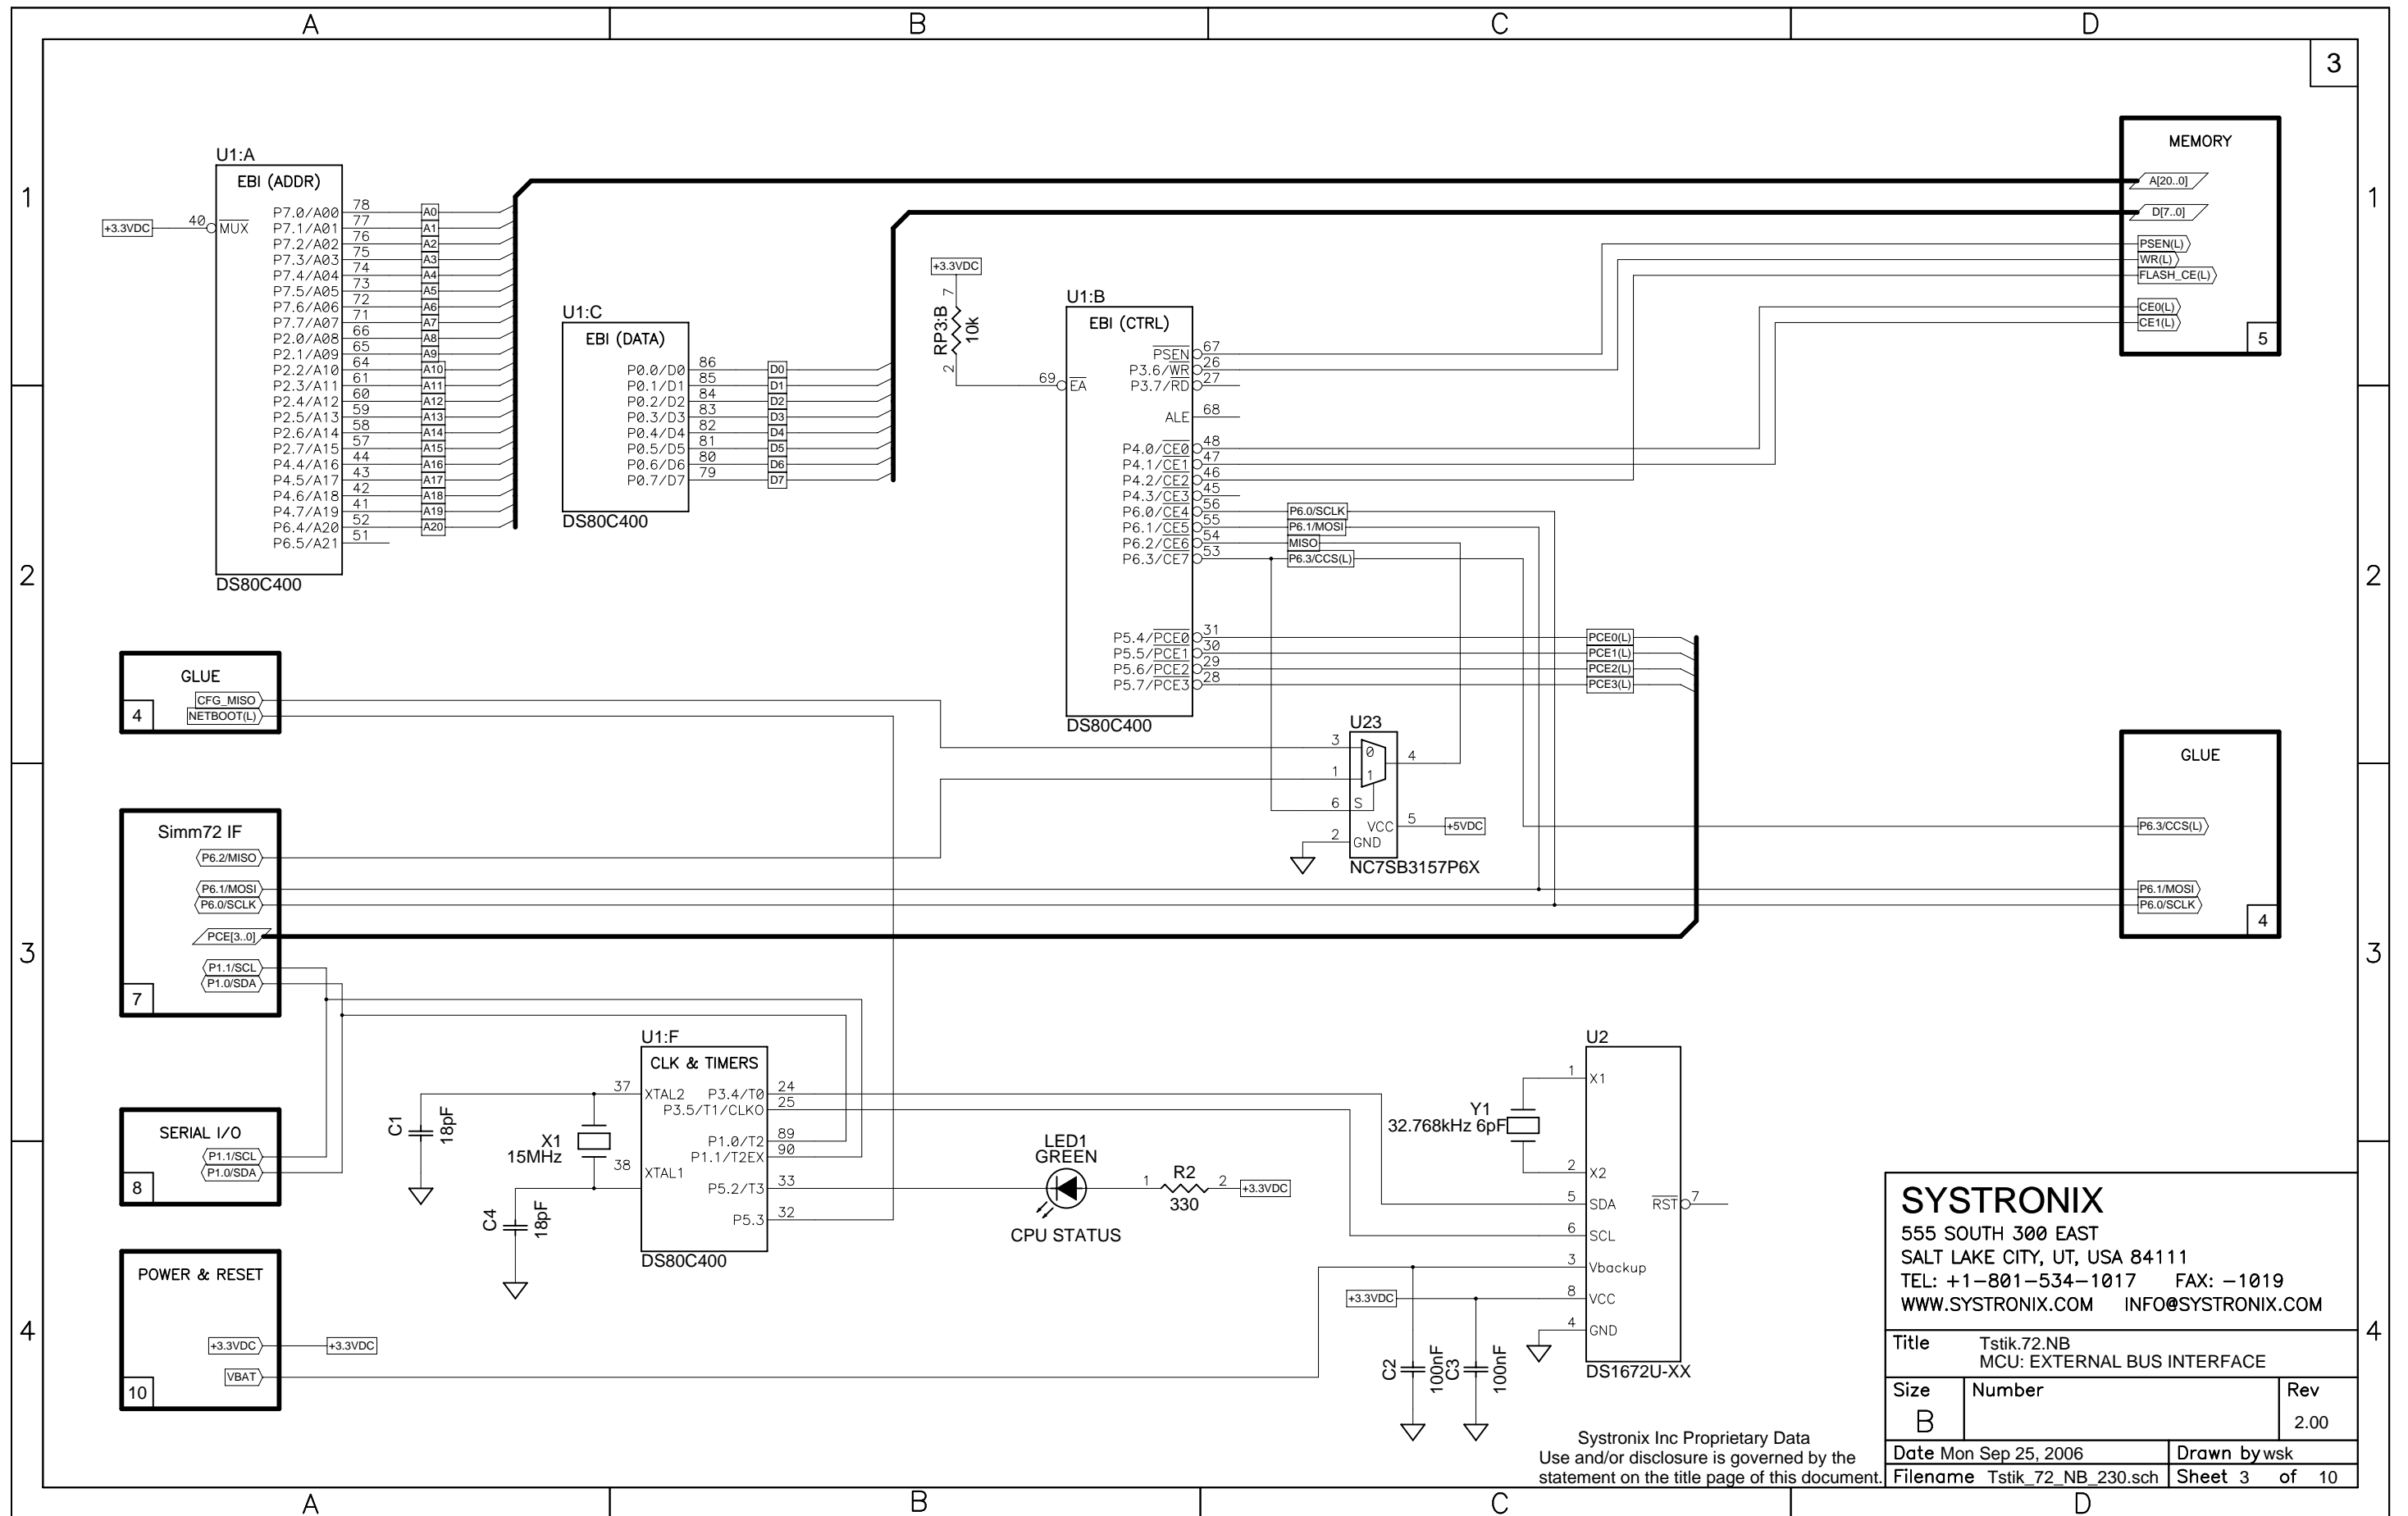 A
B
C
D
3
1
2
3
4
U1:A
EBI (ADDR)
+3.3VDC
40
MUX
P7.0/A00 78 A0
P7.1/A01 77 A1
P7.2/A02 76 A2
P7.3/A03 75 A3
P7.4/A04 74 A4
P7.5/A05 73 A5
P7.6/A06 72 A6
P7.7/A07 71 A7
P2.0/A08 66 A8
P2.1/A09 65 A9
P2.2/A10 64 A10
P2.3/A11 61 A11
P2.4/A12 60 A12
P2.5/A13 59 A13
P2.6/A14 58 A14
P2.7/A15 57 A15
P4.4/A16 44 A16
P4.5/A17 43 A17
P4.6/A18 42 A18
P4.7/A19 41 A19
P6.4/A20 52 A20
P6.5/A21 51
DS80C400
U1:C
EBI (DATA)
P0.0/D0 86 D0
P0.1/D1 85 D1
P0.2/D2 84 D2
P0.3/D3 83 D3
P0.4/D4 82 D4
P0.5/D5 81 D5
P0.6/D6 80 D6
P0.7/D7 79 D7
DS80C400
+3.3VDC
7
RP3:B
10k
2
U1:B
EBI (CTRL)
69
EA
PSEN 67
P3.6/WR 26
P3.7/RD 27
ALE 68
P4.0/CE0 48
P4.1/CE1 47
P4.2/CE2 46
P4.3/CE3 45
P6.0/CE4 56 P6.0/SCLK
P6.1/CE5 55 P6.1/MOSI
P6.2/CE6 54 MISO
P6.3/CE7 53 P6.3/CCS(L)
P5.4/PCE0 31 PCE0(L)
P5.5/PCE1 30 PCE1(L)
P5.6/PCE2 29 PCE2(L)
P5.7/PCE3 28 PCE3(L)
DS80C400
MEMORY
A[20..0]
D[7..0]
PSEN(L)
WR(L)
FLASH_CE(L)
CE0(L)
CE1(L)
5
GLUE
CFG_MISO
NETBOOT(L)
4
U23
3
0
4
1
1
6
S
VCC
5
+5VDC
2
GND
NC7SB3157P6X
GLUE
P6.3/CCS(L)
P6.1/MOSI
P6.0/SCLK
4
Simm72 IF
P6.2/MISO
P6.1/MOSI
P6.0/SCLK
PCE[3..0]
P1.1/SCL
P1.0/SDA
7
SERIAL I/O
P1.1/SCL
P1.0/SDA
8
POWER & RESET
+3.3VDC
+3.3VDC
VBAT
10
C1
18pF
C4
18pF
X1
15MHz
U1:F
CLK & TIMERS
37 XTAL2
38 XTAL1
P3.4/T0 24
P3.5/T1/CLKO 25
P1.0/T2 89
P1.1/T2EX 90
P5.2/T3 33
P5.3 32
DS80C400
LED1
GREEN
CPU STATUS
1
R2
330
2
+3.3VDC
Y1
32.768kHz 6pF
U2
1 X1
2 X2
5 SDA
RST 7
6 SCL
3 Vbackup
8 VCC
4 GND
DS1672U-XX
+3.3VDC
C2
100nF
C3
100nF
Systronix Inc Proprietary Data
Use and/or disclosure is governed by the
statement on the title page of this document.
SYSTRONIX
555 SOUTH 300 EAST
SALT LAKE CITY, UT, USA 84111
TEL: +1-801-534-1017 FAX: -1019
WWW.SYSTRONIX.COM INFO@SYSTRONIX.COM
Title Tstik.72.NB
MCU: EXTERNAL BUS INTERFACE
Size
B
Number
Rev
2.00
Date Mon Sep 25, 2006
Drawn by wsk
Filename Tstik_72_NB_230.sch
Sheet 3 of 10
1
2
3
4
A
B
C
D